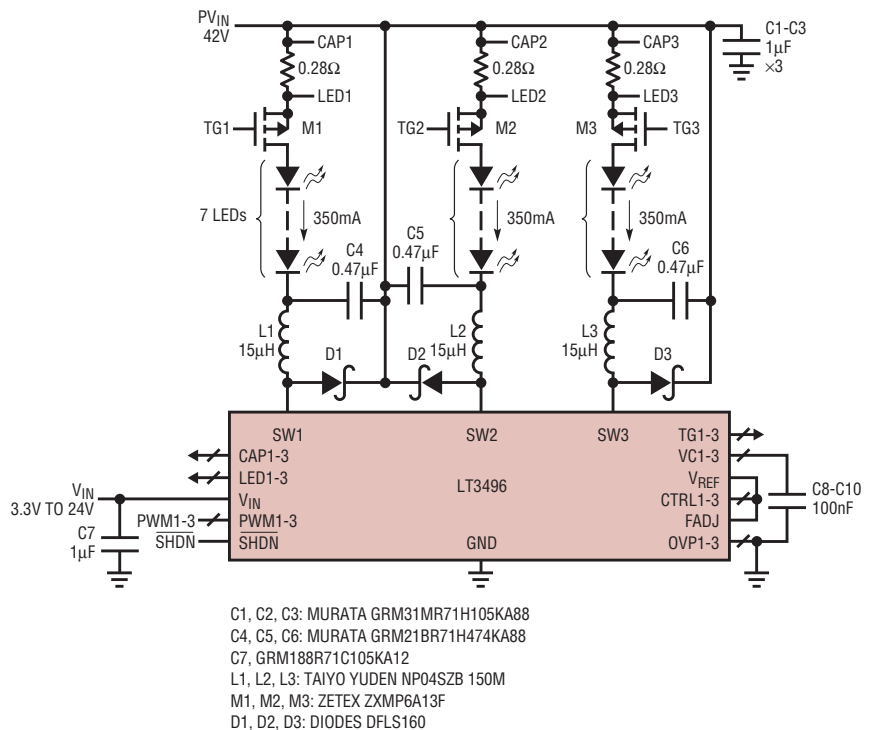 PVIN
42V
CAP1
CAP2
CAP3
C1-C3
1µF
×3
0.28Ω
0.28Ω
0.28Ω
LED1
LED2
LED3
TG1
M1
TG2
M2
M3
TG3
7 LEDs
350mA
350mA
350mA
C4
0.47µF
C5
0.47µF
C6
0.47µF
L1
15µH
L2
15µH
L3
15µH
D1
D2
D3
SW1
SW2
SW3
TG1-3
CAP1-3
VC1-3
LED1-3
LT3496
VREF
VIN
3.3V TO 24V
VIN
CTRL1-3
C8-C10
100nF
PWM1-3
PWM1-3
FADJ
C7
1µF
SHDN
SHDN
GND
OVP1-3
C1, C2, C3: MURATA GRM31MR71H105KA88
C4, C5, C6: MURATA GRM21BR71H474KA88
C7, GRM188R71C105KA12
L1, L2, L3: TAIYO YUDEN NP04SZB 150M
M1, M2, M3: ZETEX ZXMP6A13F
D1, D2, D3: DIODES DFLS160